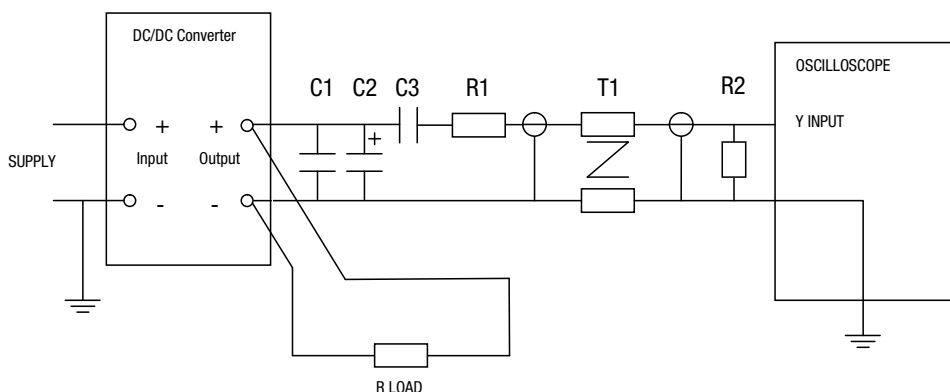 DC/DC Converter
C1 C2 C3 R1 T1 R2
OSCILLOSCOPE
Y INPUT
+ + +
SUPPLY
Input Output
- -
R LOAD